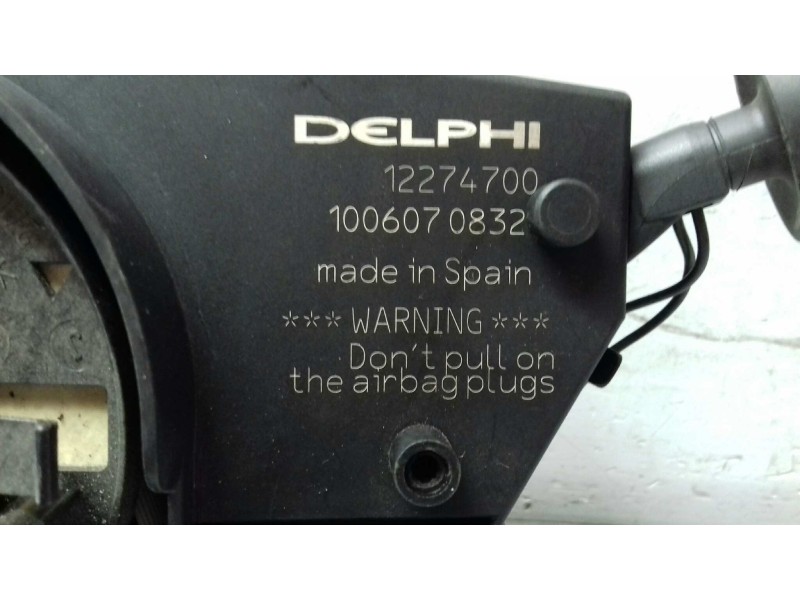 DELPHI
12274700
100607 0832
made in Spain
*** WARNING ***
Don't pull on
the airbag plugs